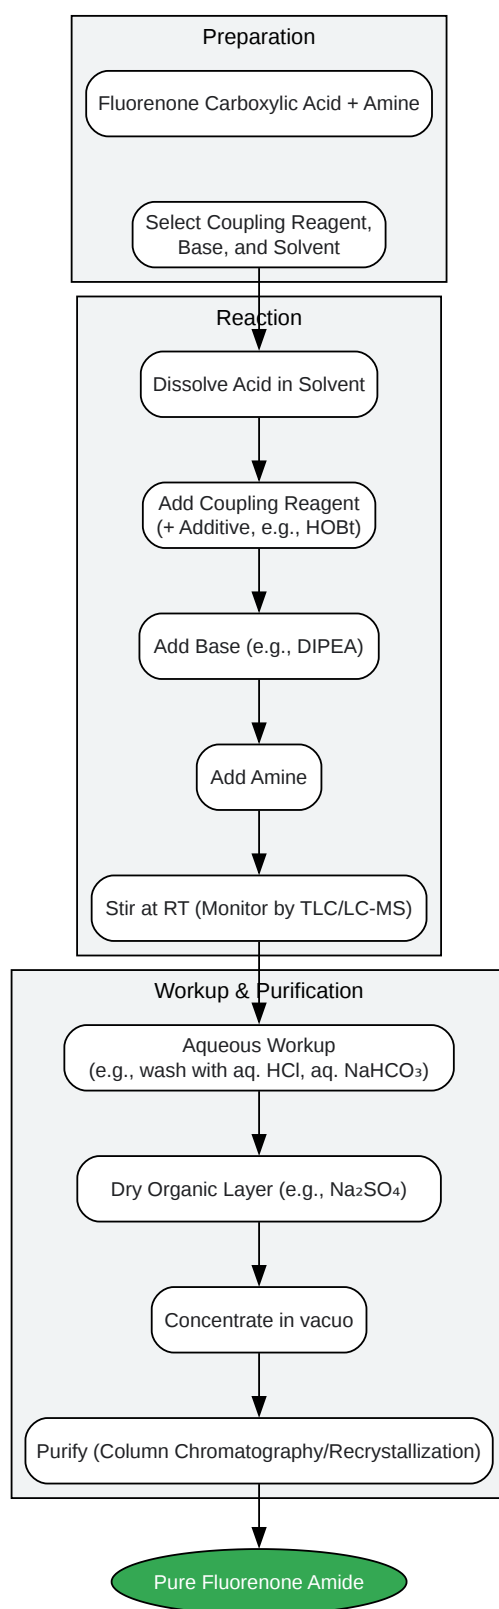 Preparation
Fluorenone Carboxylic Acid + Amine
Select Coupling Reagent,
Base, and Solvent
Reaction
Dissolve Acid in Solvent
Add Coupling Reagent
(+ Additive, e.g., HOBt)
Add Base (e.g., DIPEA)
Add Amine
Stir at RT (Monitor by TLC/LC-MS)
Workup & Purification
Aqueous Workup
(e.g., wash with aq. HCl, aq. NaHCO₃)
Dry Organic Layer (e.g., Na₂SO₄)
Concentrate in vacuo
Purify (Column Chromatography/Recrystallization)
Pure Fluorenone Amide